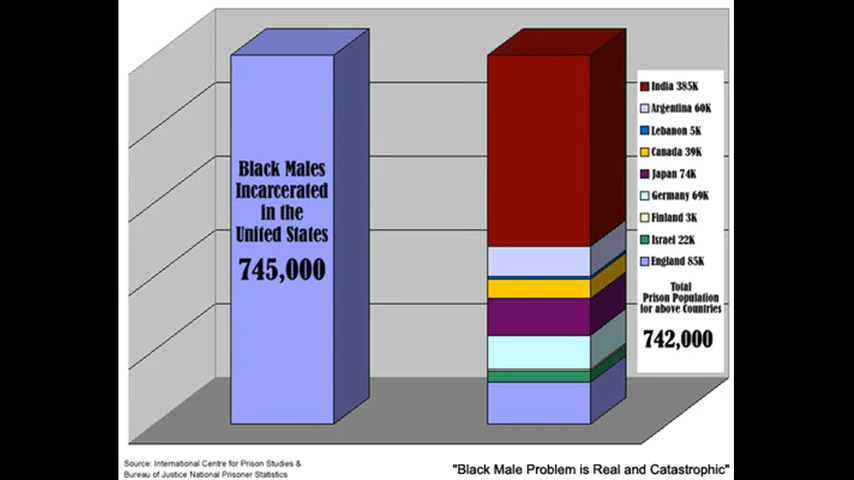 Black Males
Incarcerated
in the
United States
745,000
India 385K
Argentina 60K
Lebanon 5K
Canada 39K
Japan 74K
Germany 69K
Finland 3K
Israel 22K
England 85K
Total
Prison Population
for above Countries
742,000
Source: International Centre for Prison Studies &
Bureau of Justice National Prisoner Statistics
"Black Male Problem is Real and Catastrophic"